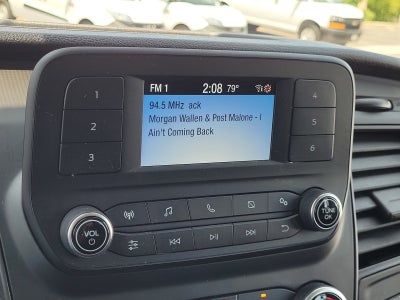 FM 1 2:08 79°
94.5 MHz ack
Morgan Wallen & Post Malone - I
Ain't Coming Back
1
2
3
4
5
6
VOL
TUNE
OK